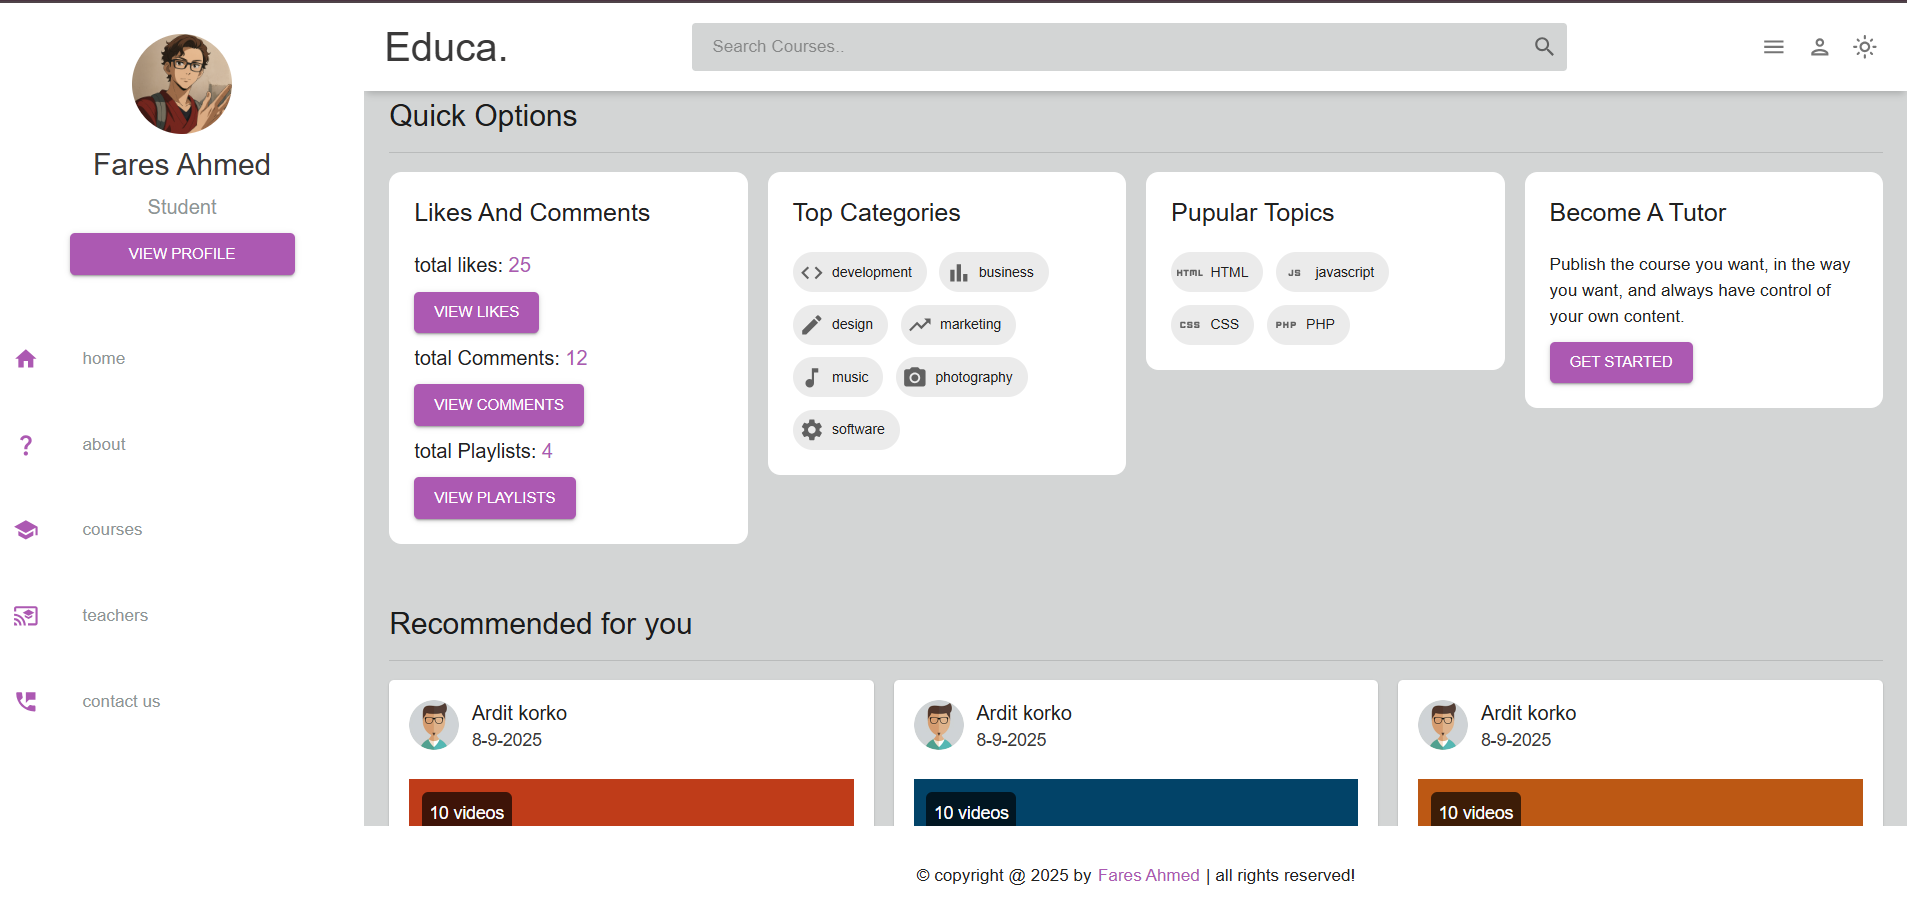 Fares Ahmed
Student
VIEW PROFILE
home
about
courses
teachers
contact us
Educa.
Search Courses..
Quick Options
Likes And Comments
total likes: 25
VIEW LIKES
total Comments: 12
VIEW COMMENTS
total Playlists: 4
VIEW PLAYLISTS
Top Categories
development
business
design
marketing
music
photography
software
Pupular Topics
HTML HTML
JS javascript
CSS CSS
PHP PHP
Become A Tutor
Publish the course you want, in the way
you want, and always have control of
your own content.
GET STARTED
Recommended for you
Ardit korko
8-9-2025
10 videos
Ardit korko
8-9-2025
10 videos
Ardit korko
8-9-2025
10 videos
© copyright @ 2025 by Fares Ahmed | all rights reserved!